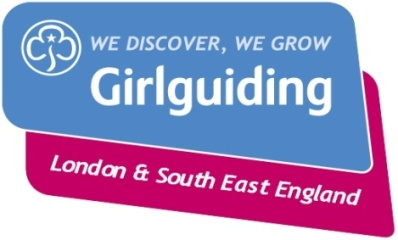 WE DISCOVER, WE GROW
Girlguiding
London & South East England